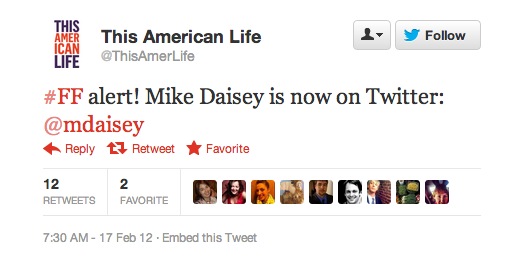 THIS
AMER
ICAN
LIFE
This American Life
@ThisAmerLife
Follow
#FF alert! Mike Daisey is now on Twitter:
@mdaisey
Reply Retweet Favorite
12 2
RETWEETS FAVORITE
7:30 AM - 17 Feb 12 · Embed this Tweet